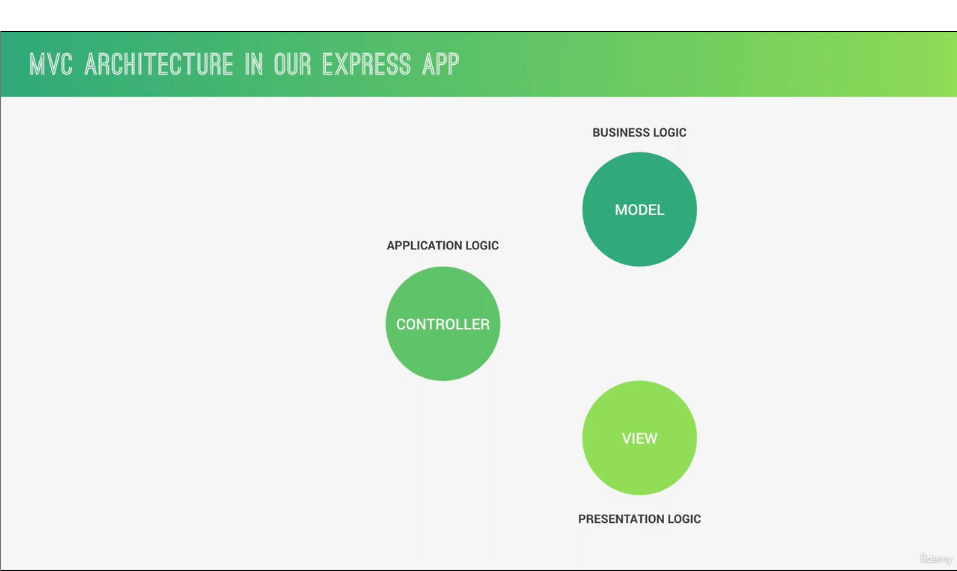 MVC ARCHITECTURE IN OUR EXPRESS APP
BUSINESS LOGIC
MODEL
APPLICATION LOGIC
CONTROLLER
VIEW
PRESENTATION LOGIC
Udemy